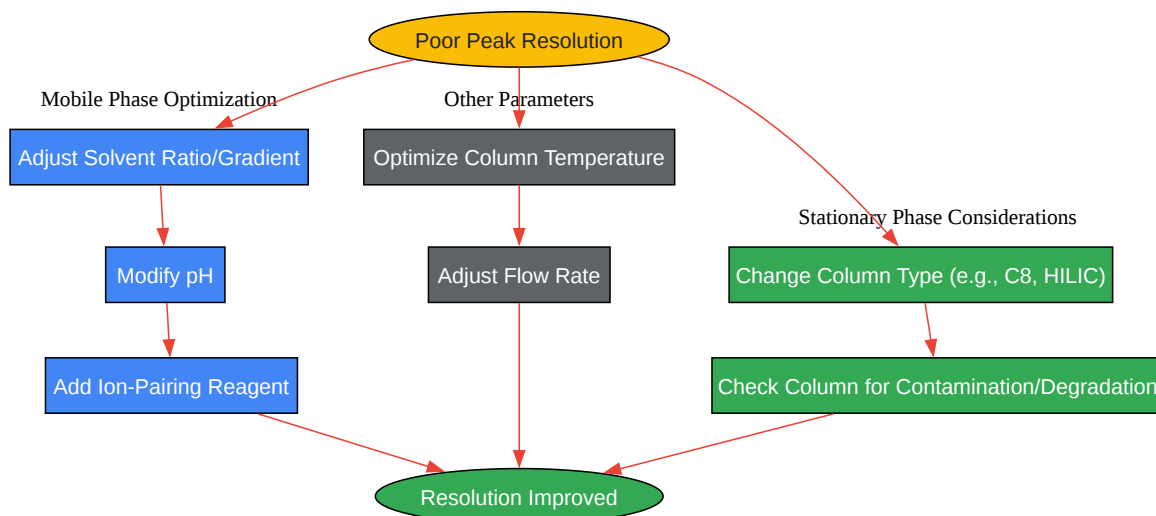 Poor Peak Resolution
Mobile Phase Optimization
Other Parameters
Adjust Solvent Ratio/Gradient
Optimize Column Temperature
Stationary Phase Considerations
Modify pH
Adjust Flow Rate
Change Column Type (e.g., C8, HILIC)
Add Ion-Pairing Reagent
Check Column for Contamination/Degradation
Resolution Improved